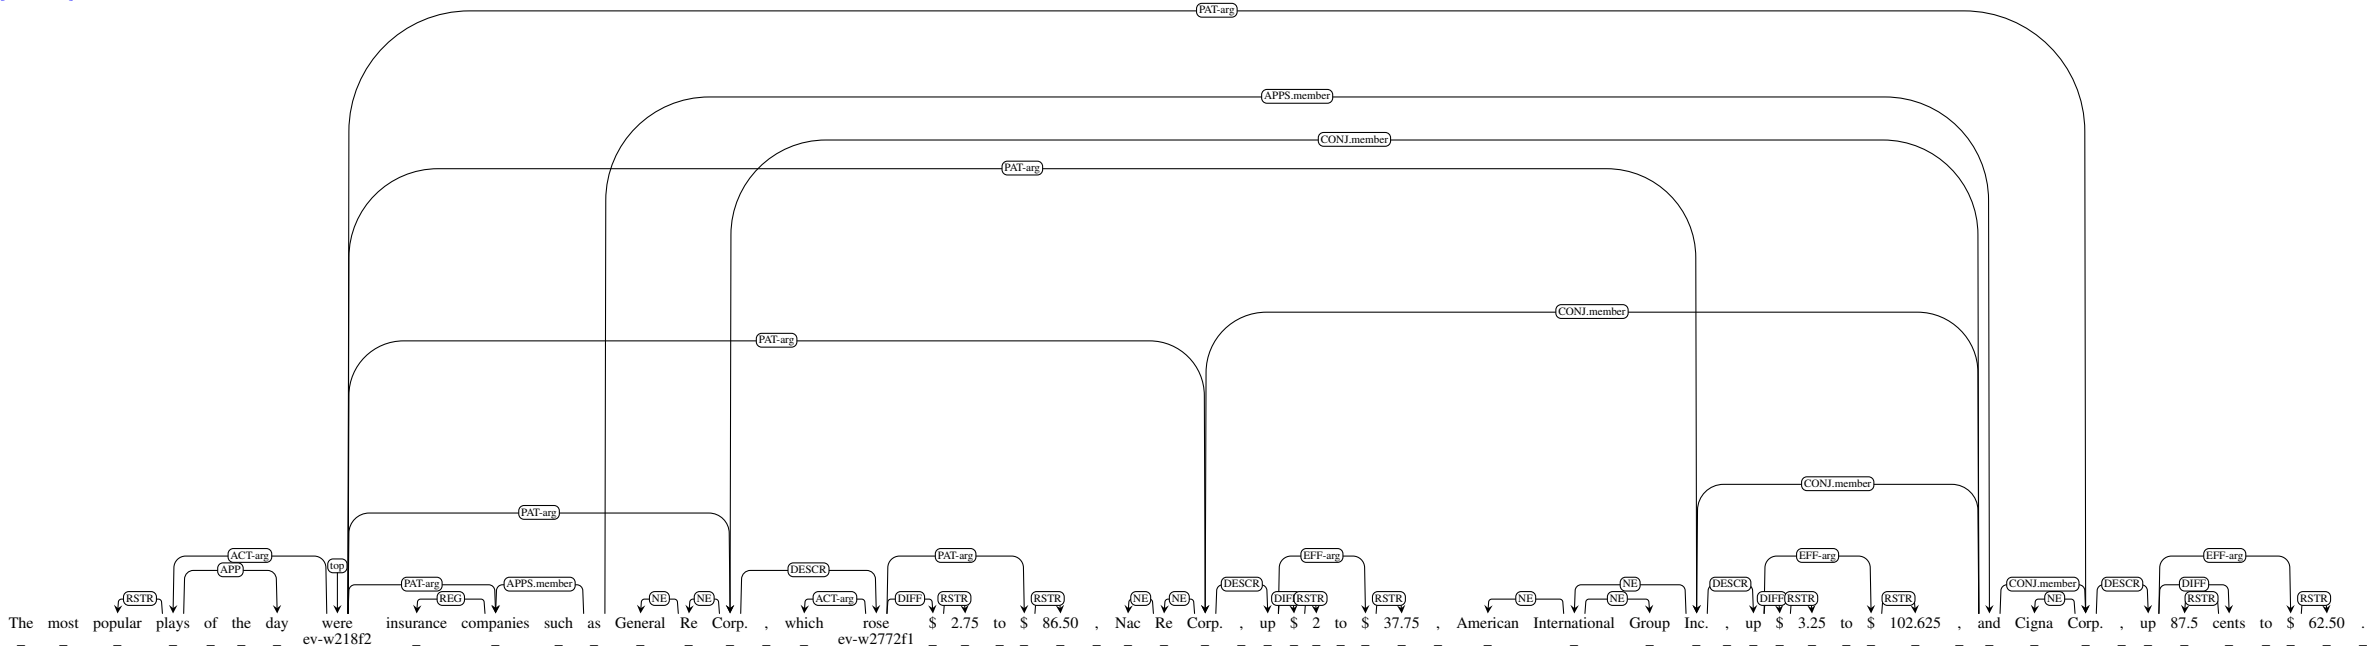 PAT-arg
APPS.member
CONJ.member
PAT-arg
CONJ.member
PAT-arg
CONJ.member
PAT-arg
ACT-arg PAT-arg EFF-arg EFF-arg EFF-arg
APP top DESCR
PAT-arg APPS.member DESCR NE DESCR CONJ.member DESCR DIFF
RSTR REG NE NE ACT-arg DIFF RSTR RSTR NE NE DIFF RSTR RSTR NE NE DIFF RSTR RSTR NE RSTR RSTR
The most popular plays of the day were insurance companies such as General Re Corp. , which rose $ 2.75 to $ 86.50 , Nac Re Corp. , up $ 2 to $ 37.75 , American International Group Inc. , up $ 3.25 to $ 102.625 , and Cigna Corp. , up 87.5 cents to $ 62.50 .
ev-w218f2 ev-w2772f1
_ _ _ _ _ _ _ _ _ _ _ _ _ _ _ _ _ _ _ _ _ _ _ _ _ _ _ _ _ _ _ _ _ _ _ _ _ _ _ _ _ _ _ _ _ _ _ _ _ _ _ _ _ _ _